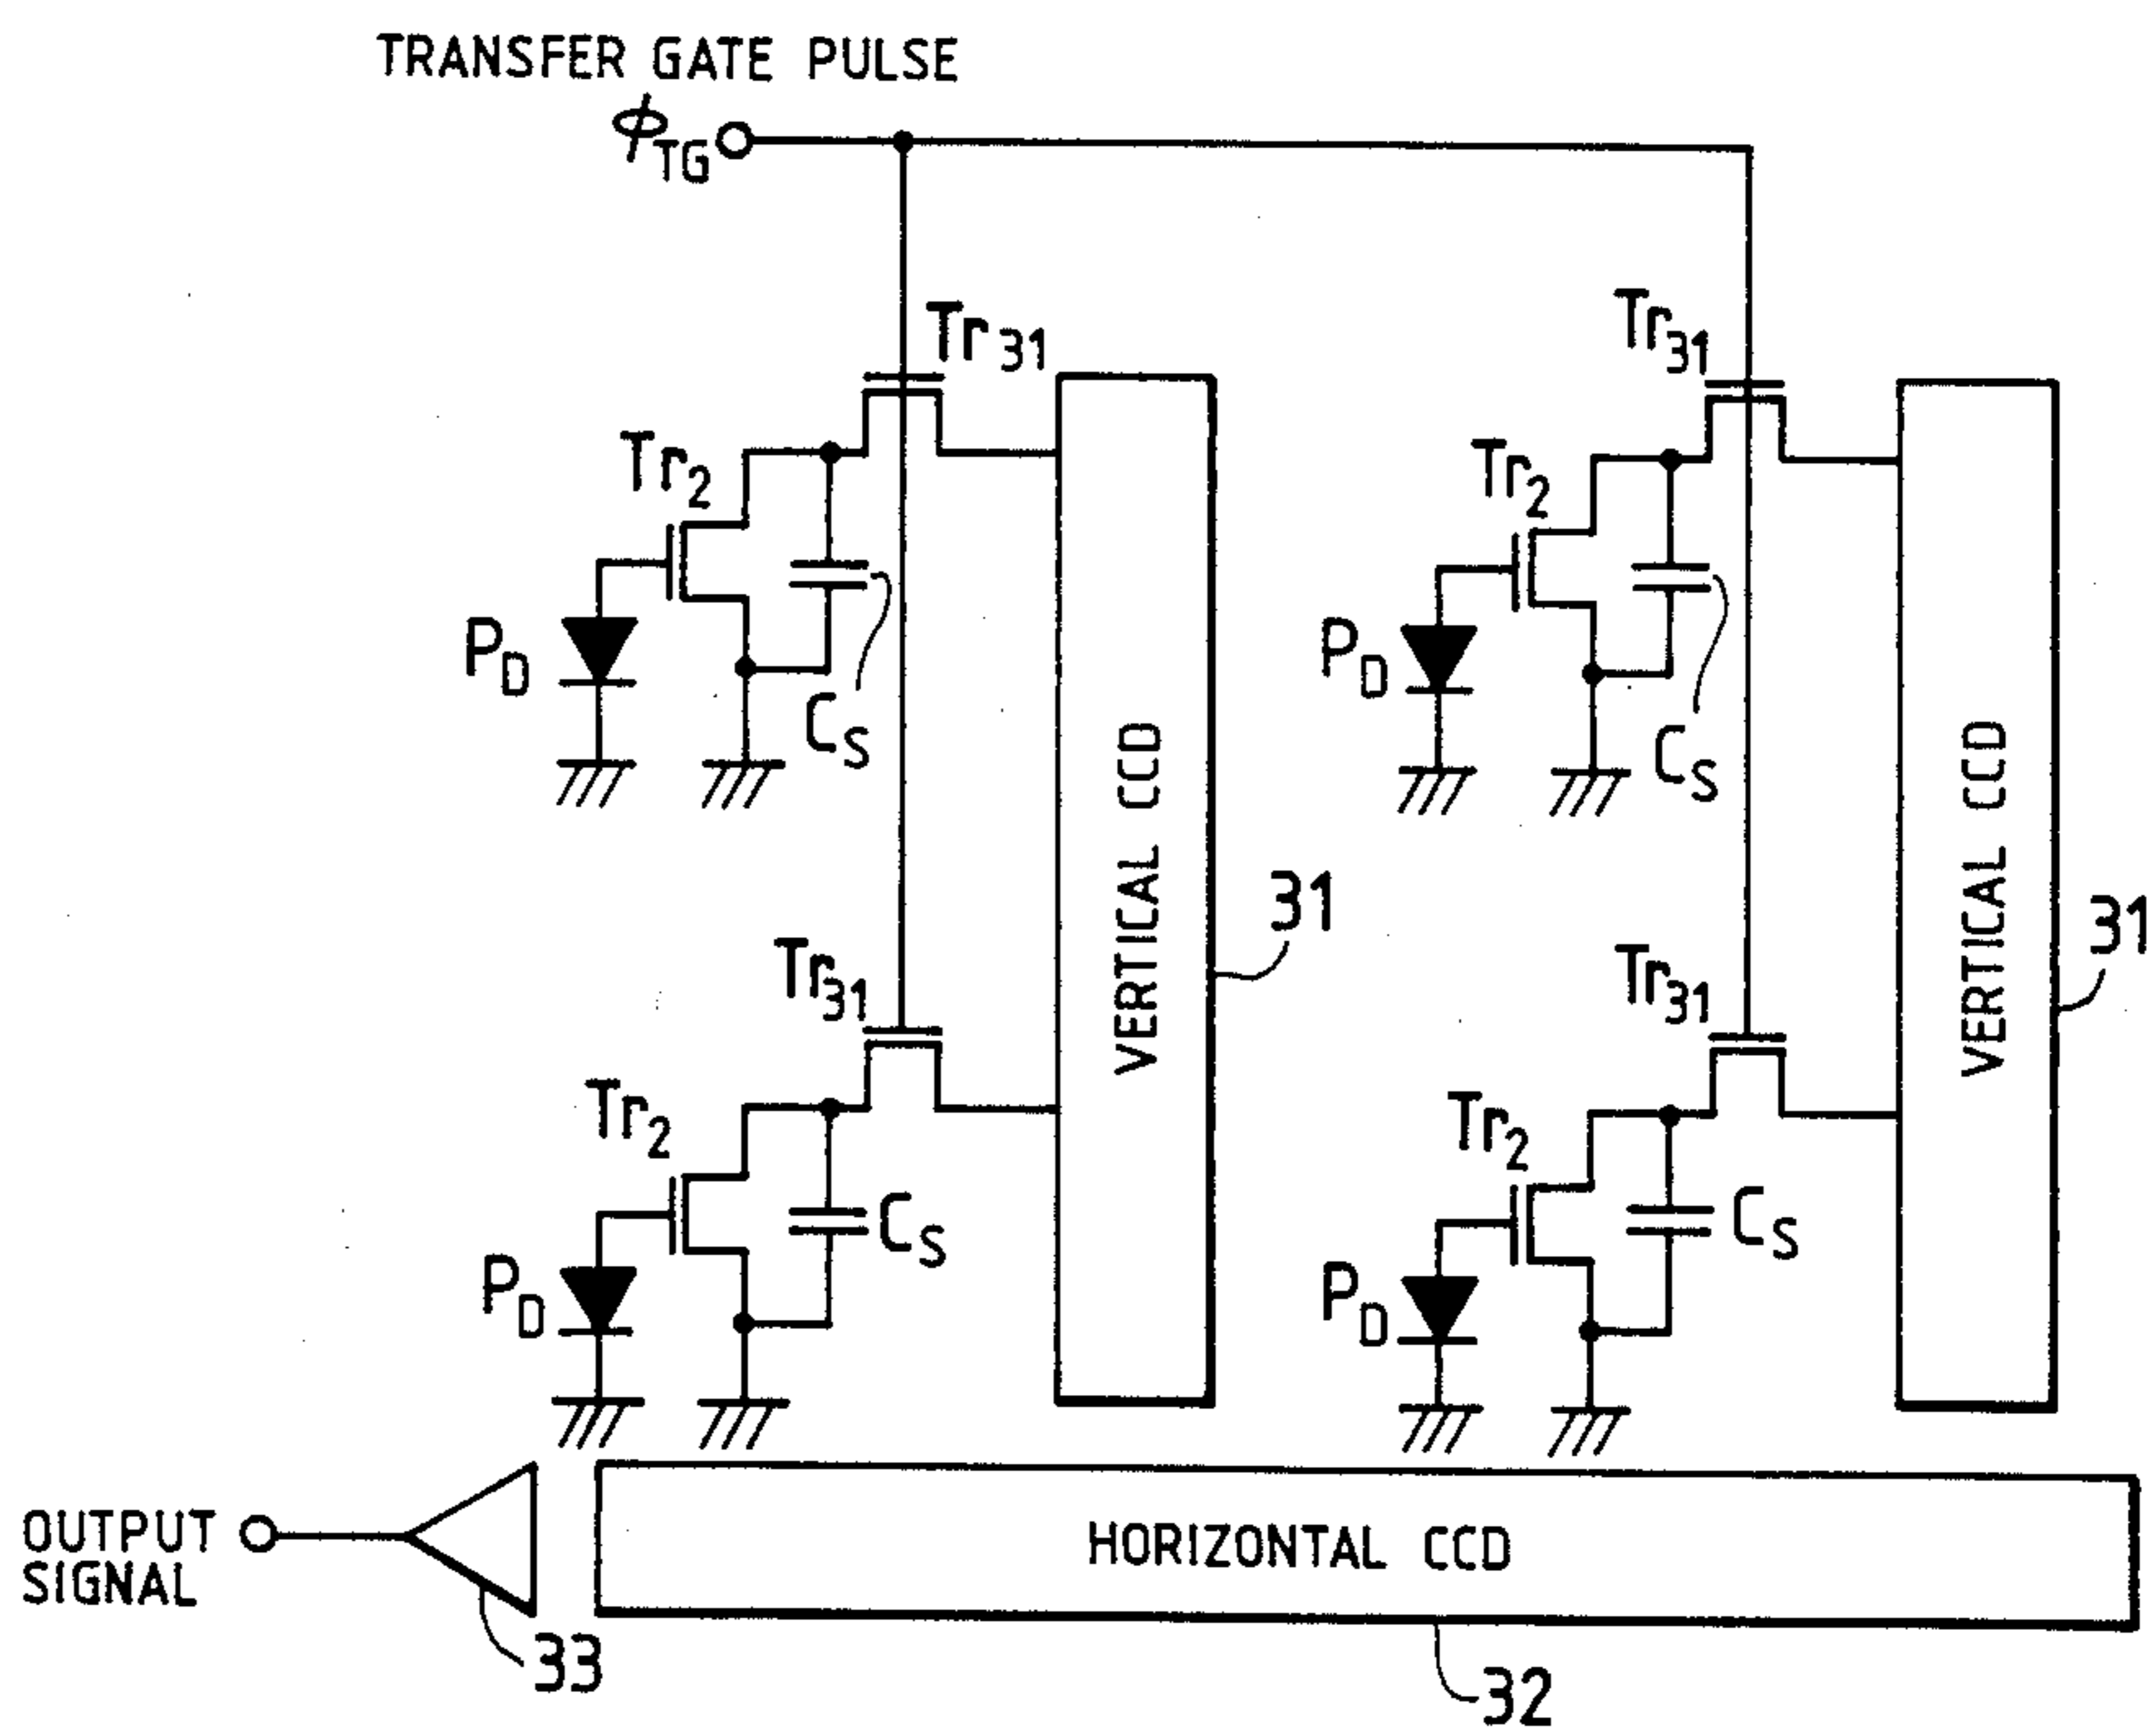 TRANSFER GATE PULSE
ϕTG
Tr31
Tr31
Tr2
Tr2
PD
CS
PD
CS
VERTICAL CCD
VERTICAL CCD
31
31
Tr31
Tr31
Tr2
Tr2
CS
CS
PD
PD
OUTPUT
SIGNAL
HORIZONTAL CCD
33
32